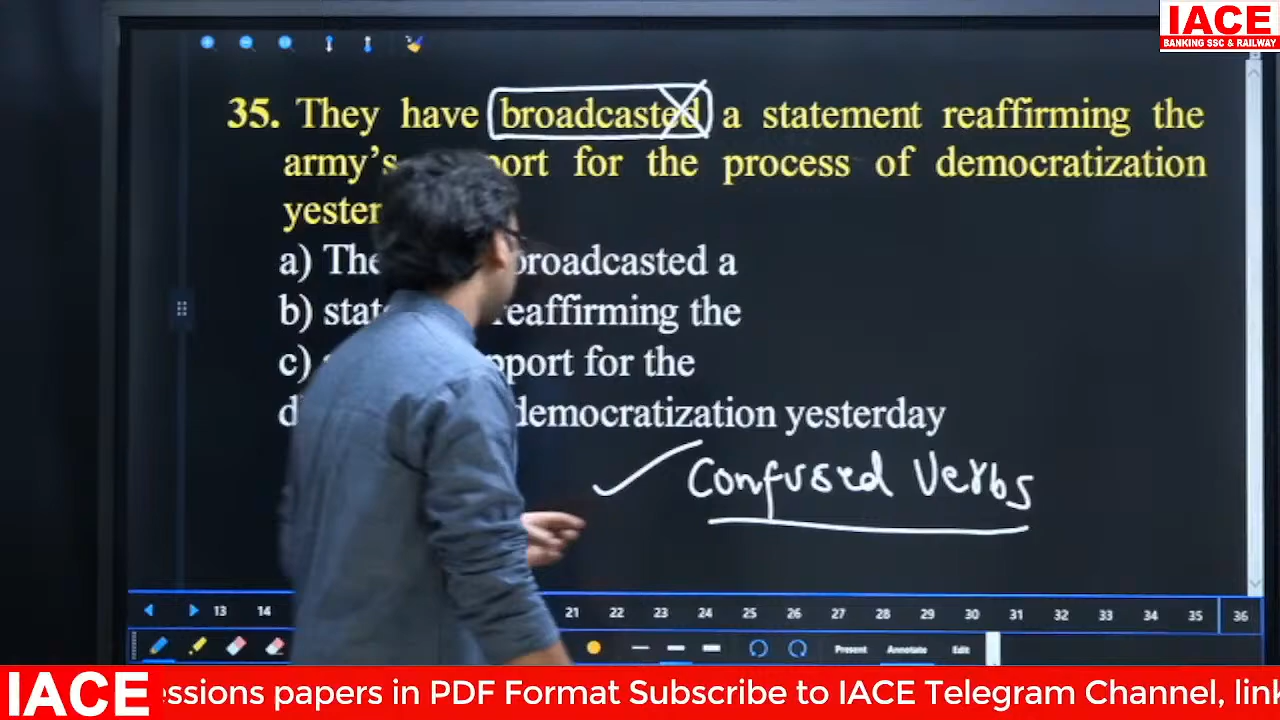 IACE
BANKING SSC & RAILWAY
35. They have broadcasted a statement reaffirming the
army's port for the process of democratization
yester
a) The broadcasted a
b) stat reaffirming the
c) pport for the
d democratization yesterday
Confused Verbs
13 14 21 22 23 24 25 26 27 28 29 30 31 32 33 34 35 36
Present Annotate Edit
IACE essions papers in PDF Format Subscribe to IACE Telegram Channel, link